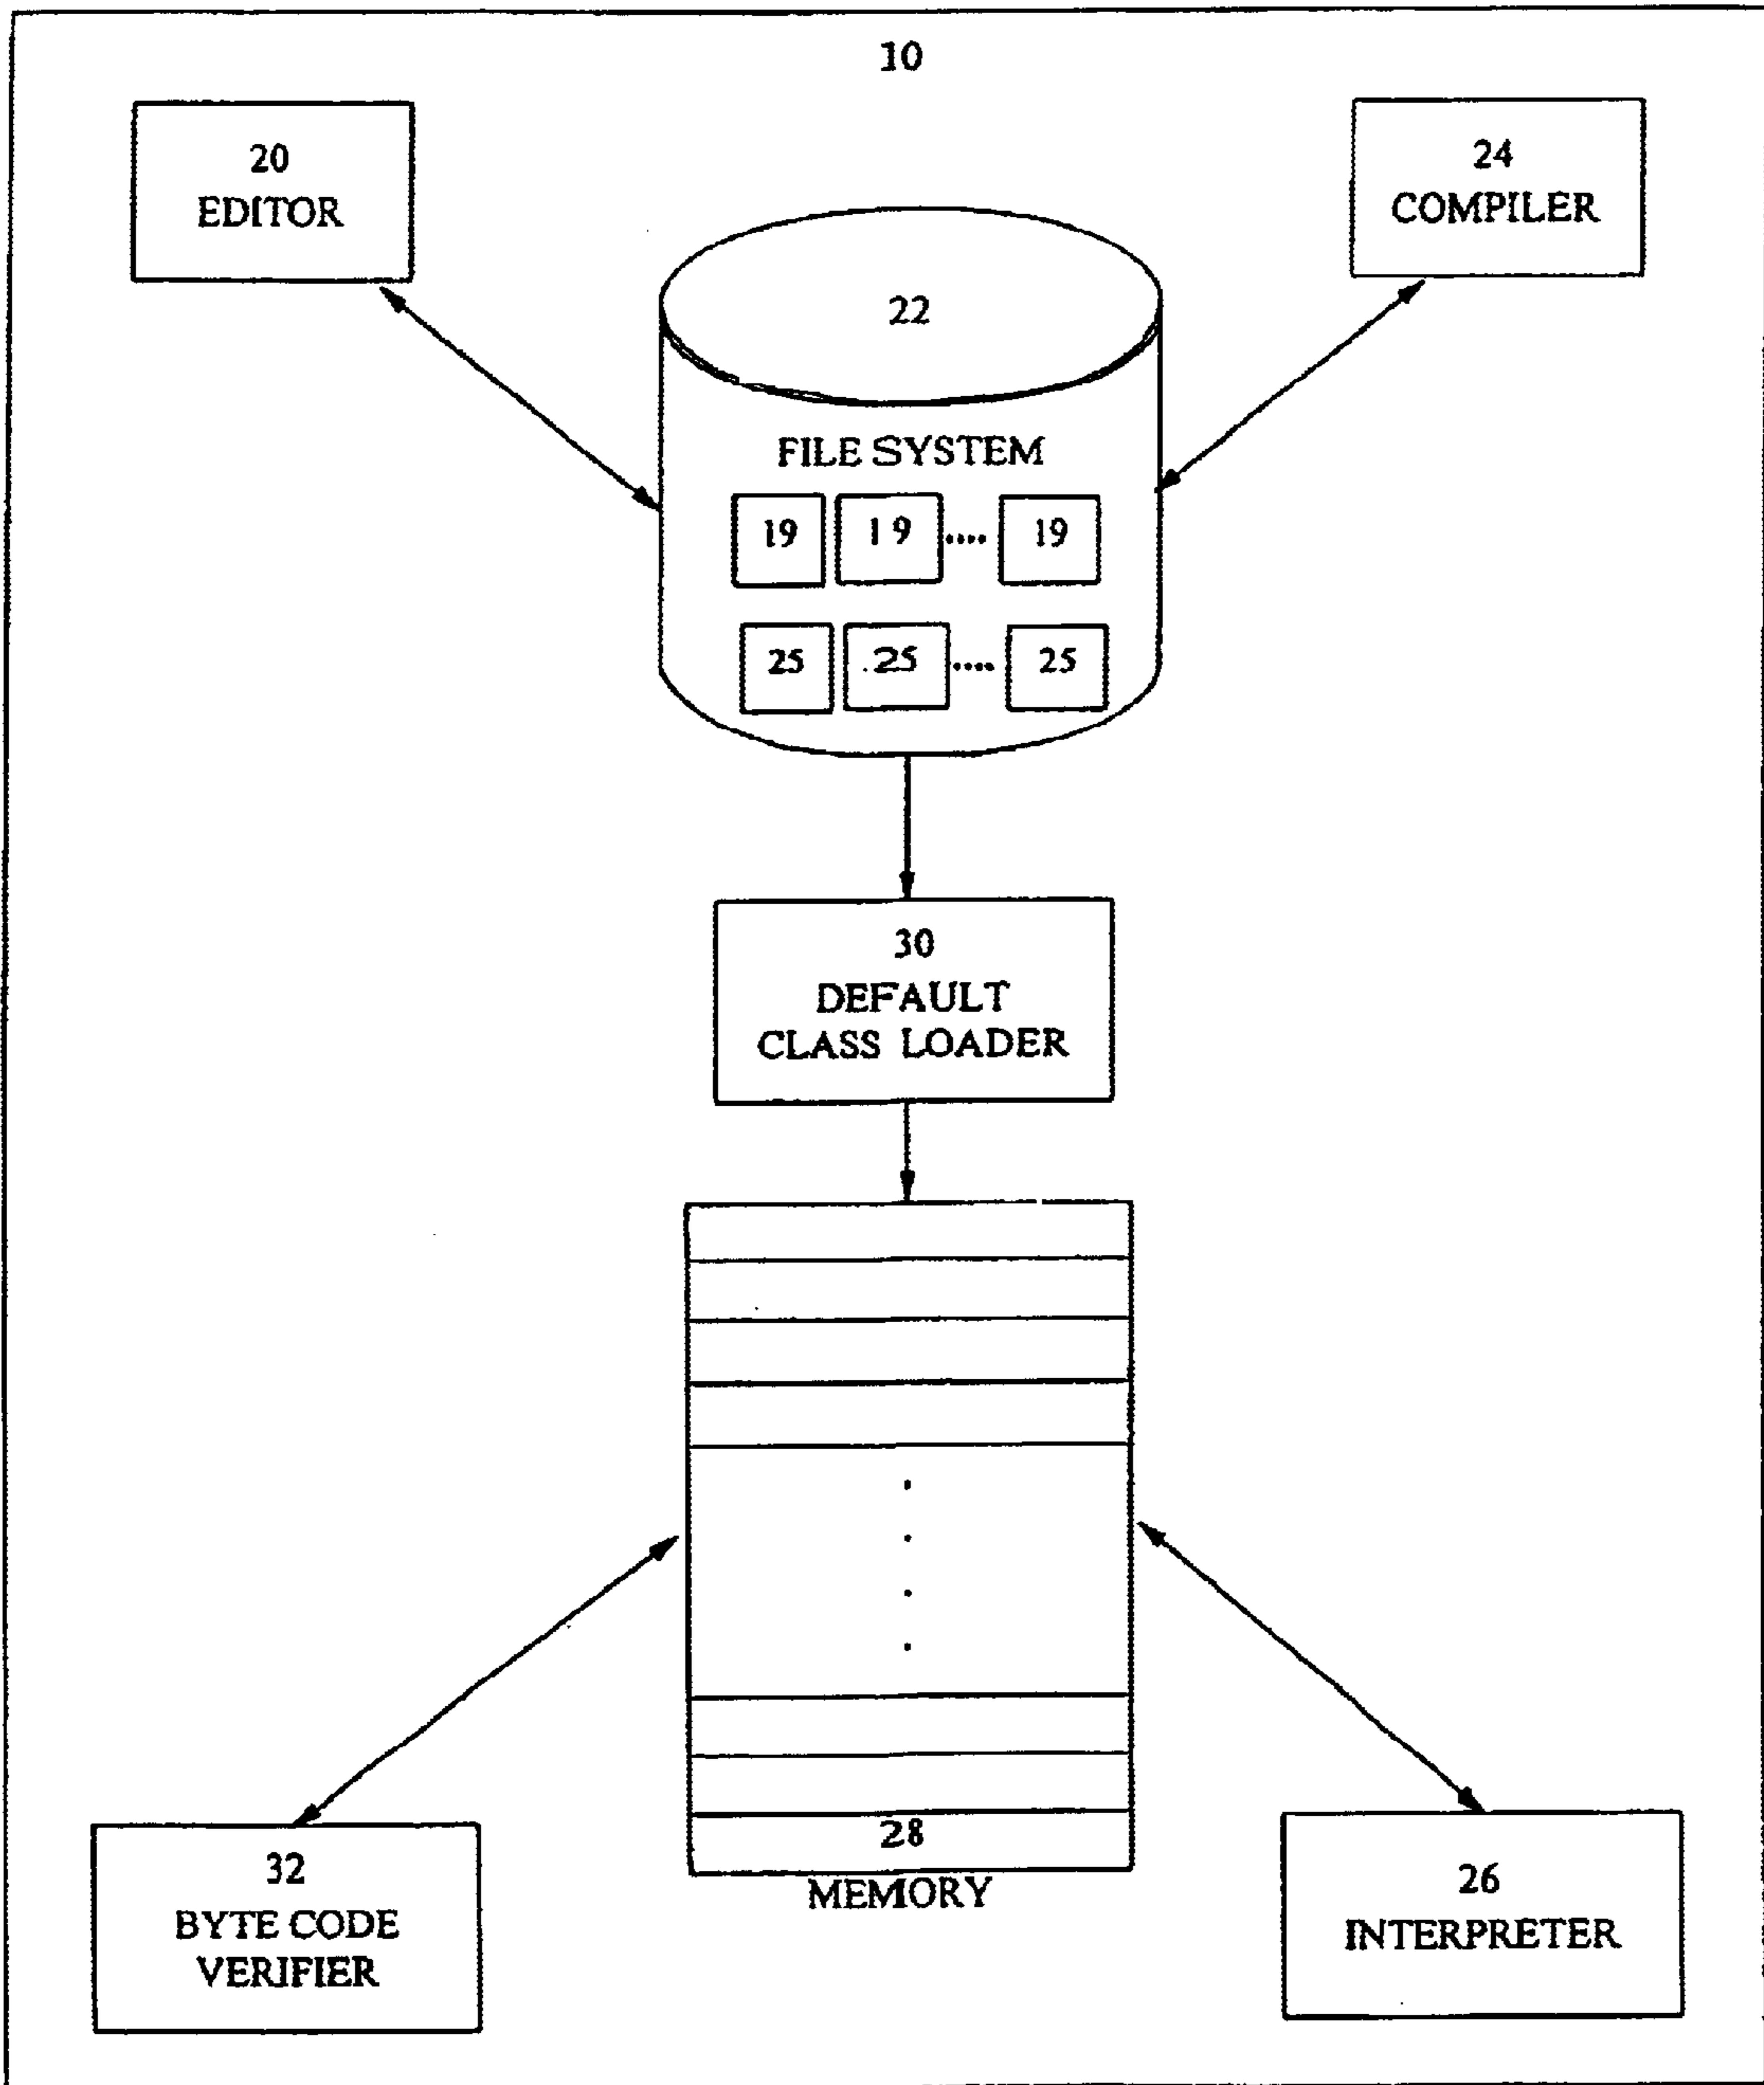 10
20
EDITOR
24
COMPILER
22
FILE SYSTEM
19 19 .... 19
25 .25 .... 25
30
DEFAULT
CLASS LOADER
28
MEMORY
32
BYTE CODE
VERIFIER
26
INTERPRETER